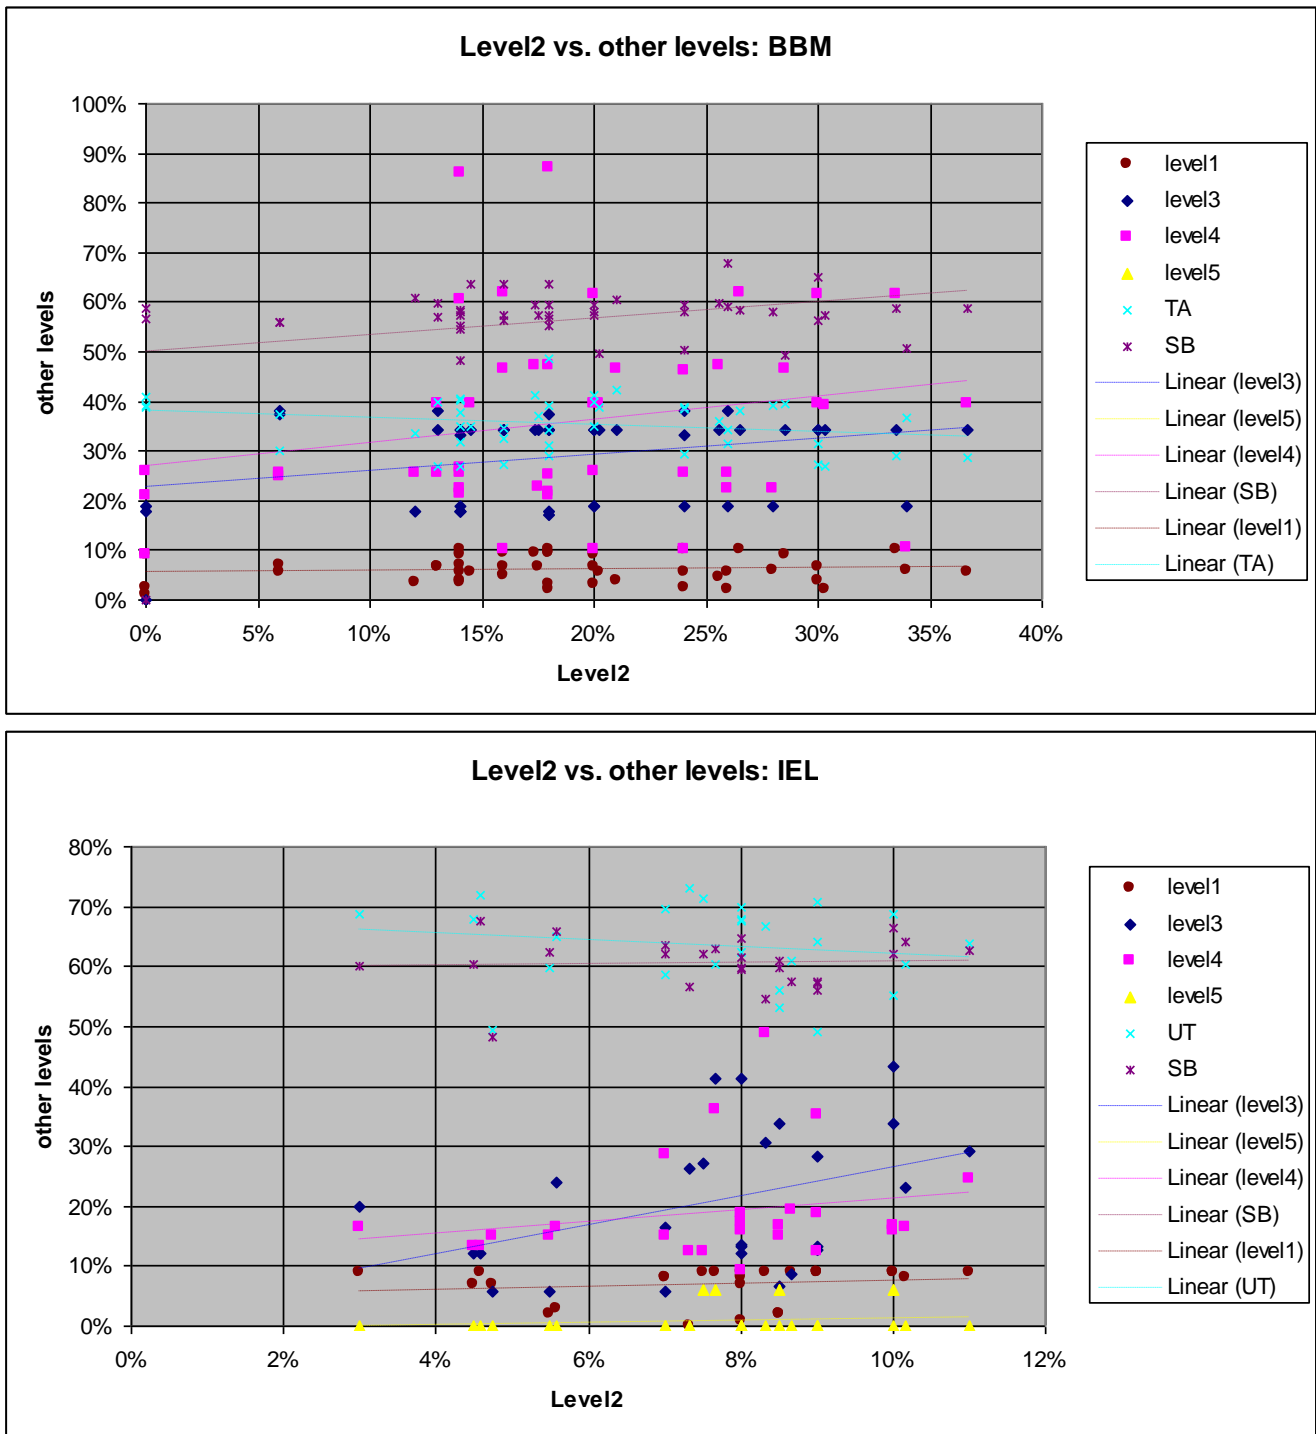 Level2 vs. other levels: BBM
100%
90%
80%
70%
60%
50%
40%
30%
20%
10%
0%
other levels
0% 5% 10% 15% 20% 25% 30% 35% 40%
Level2
level1
level3
level4
level5
TA
SB
Linear (level3)
Linear (level5)
Linear (level4)
Linear (SB)
Linear (level1)
Linear (TA)
Level2 vs. other levels: IEL
80%
70%
60%
50%
40%
30%
20%
10%
0%
other levels
0% 2% 4% 6% 8% 10% 12%
Level2
level1
level3
level4
level5
UT
SB
Linear (level3)
Linear (level5)
Linear (level4)
Linear (SB)
Linear (level1)
Linear (UT)